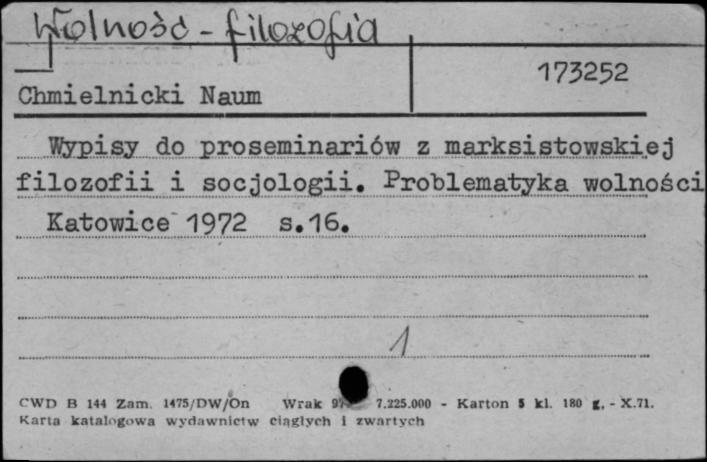 Wolność - filozofia
173252
Chmielnicki Naum
Wypisy do proseminariów z marksistowskiej
filozofii i socjologii. Problematyka wolności
Katowice 1972 s.16.
1
CWD B 144 Zam. 1475/DW/On Wrak 7.225.000 - Karton 5 kl. 180 g. - X.71.
Karta katalogowa wydawnictw ciągłych i zwartych